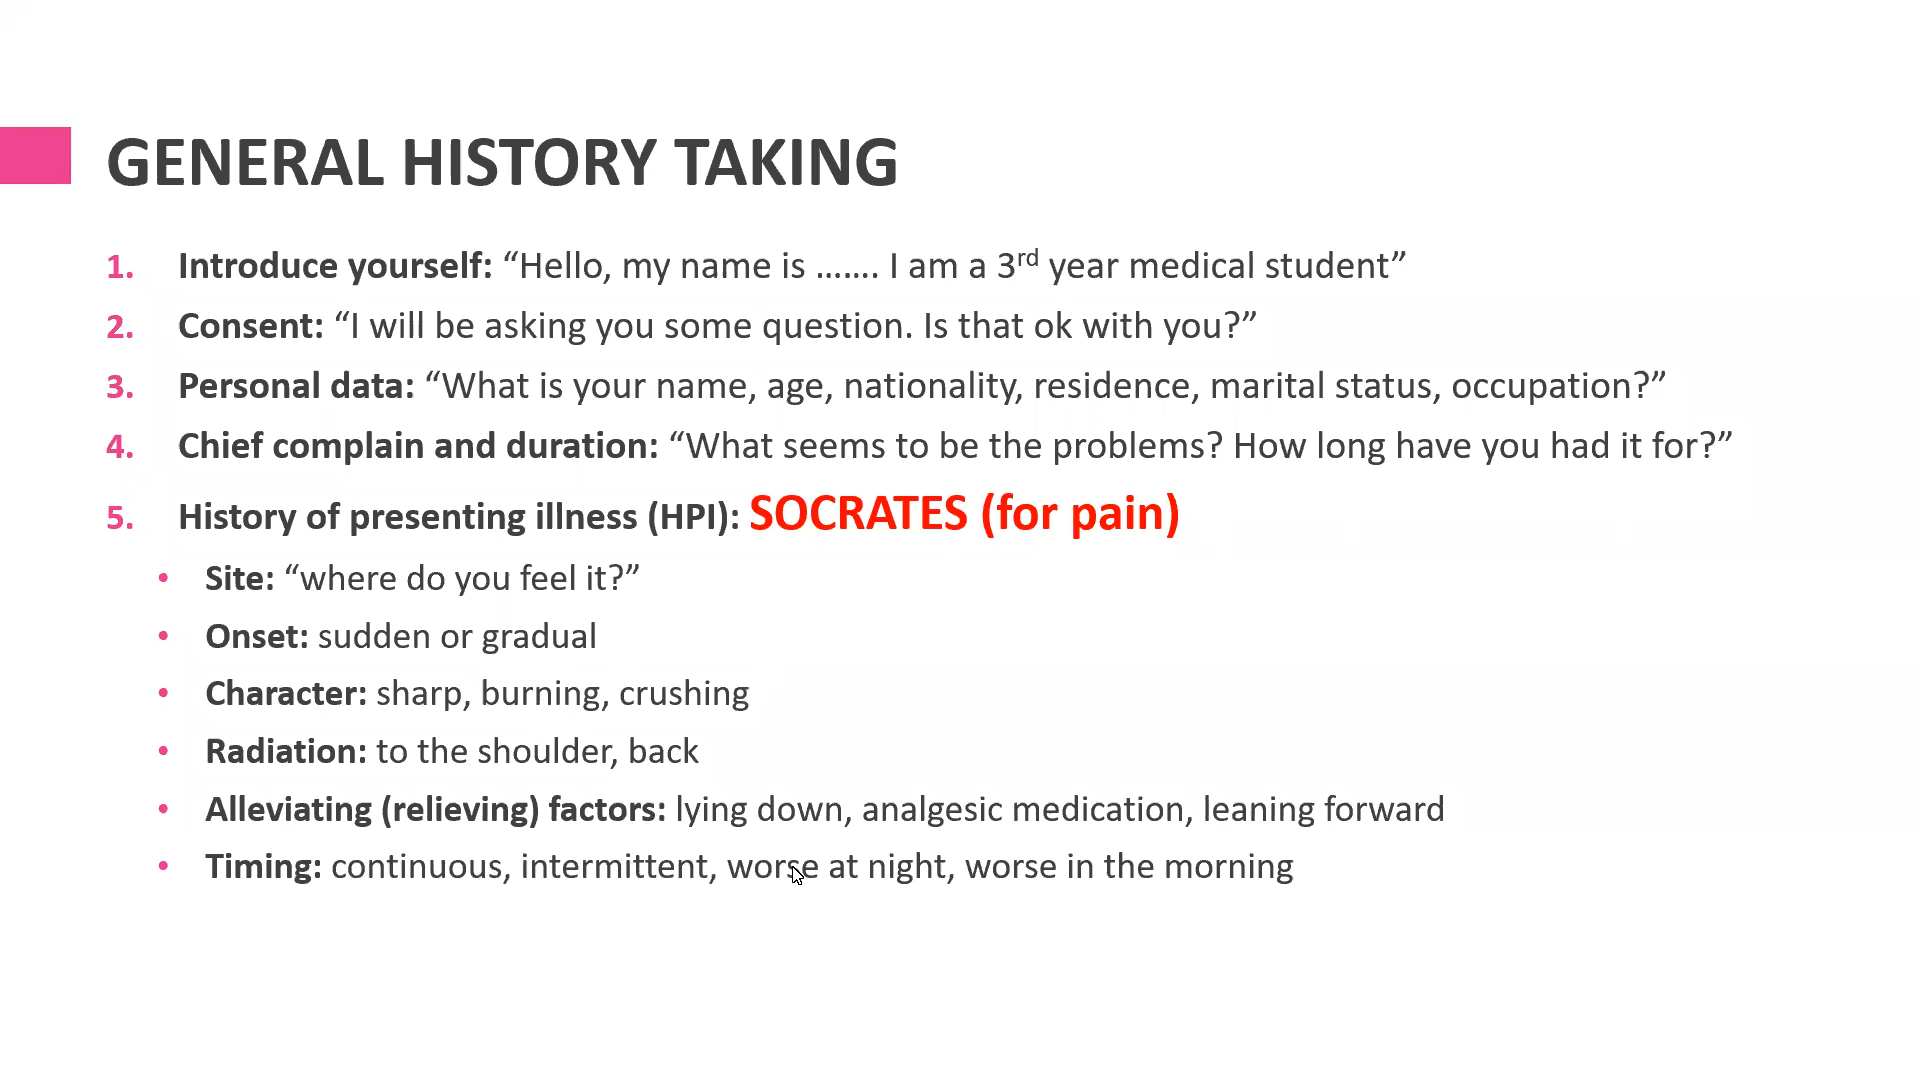 GENERAL HISTORY TAKING
1. Introduce yourself: “Hello, my name is ....... I am a 3rd year medical student”
2. Consent: “I will be asking you some question. Is that ok with you?”
3. Personal data: “What is your name, age, nationality, residence, marital status, occupation?”
4. Chief complain and duration: “What seems to be the problems? How long have you had it for?”
5. History of presenting illness (HPI): SOCRATES (for pain)
• Site: “where do you feel it?”
• Onset: sudden or gradual
• Character: sharp, burning, crushing
• Radiation: to the shoulder, back
• Alleviating (relieving) factors: lying down, analgesic medication, leaning forward
• Timing: continuous, intermittent, worse at night, worse in the morning